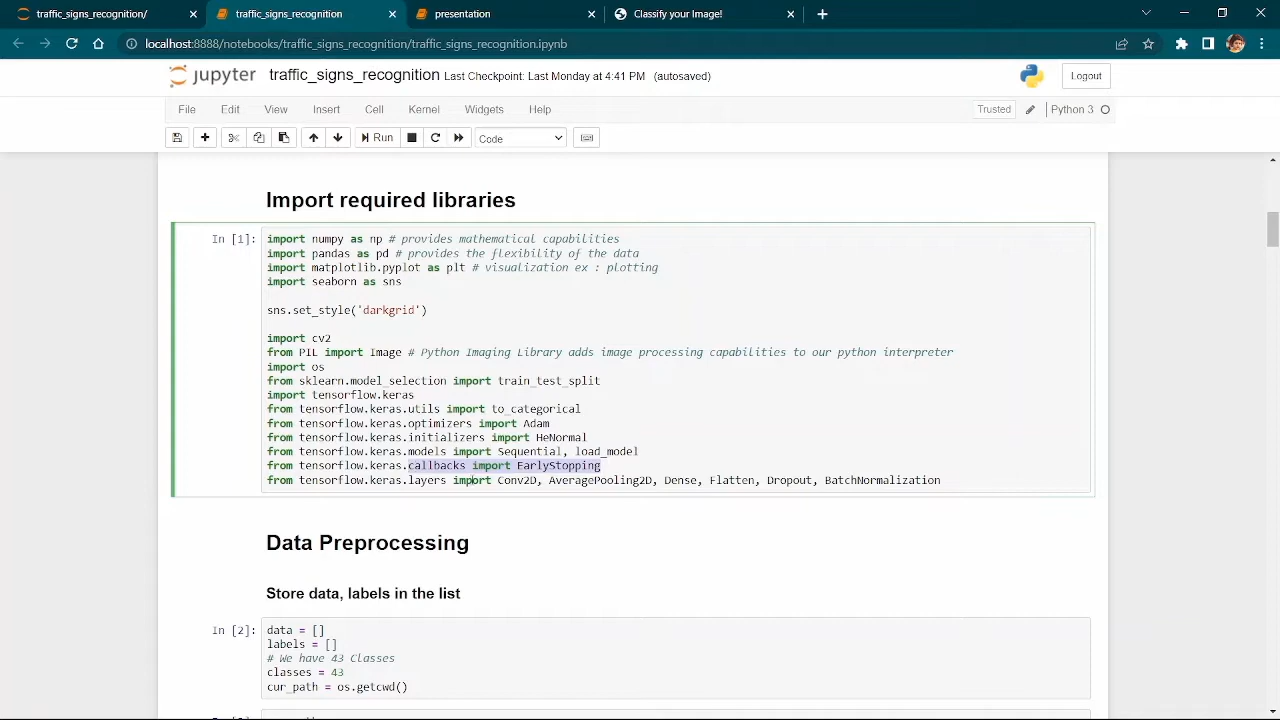 traffic_signs_recognition/
traffic_signs_recognition
presentation
Classify your Image!
localhost:8888/notebooks/traffic_signs_recognition/traffic_signs_recognition.ipynb
jupyter traffic_signs_recognition Last Checkpoint: Last Monday at 4:41 PM (autosaved)
Logout
File Edit View Insert Cell Kernel Widgets Help
Trusted Python 3
Run Code
Import required libraries
In [1]:
import numpy as np # provides mathematical capabilities
import pandas as pd # provides the flexibility of the data
import matplotlib.pyplot as plt # visualization ex : plotting
import seaborn as sns
sns.set_style('darkgrid')
import cv2
from PIL import Image # Python Imaging Library adds image processing capabilities to our python interpreter
import os
from sklearn.model_selection import train_test_split
import tensorflow.keras
from tensorflow.keras.utils import to_categorical
from tensorflow.keras.optimizers import Adam
from tensorflow.keras.initializers import HeNormal
from tensorflow.keras.models import Sequential, load_model
from tensorflow.keras.callbacks import EarlyStopping
from tensorflow.keras.layers import Conv2D, AveragePooling2D, Dense, Flatten, Dropout, BatchNormalization
Data Preprocessing
Store data, labels in the list
In [2]:
data = []
labels = []
# We have 43 Classes
classes = 43
cur_path = os.getcwd()